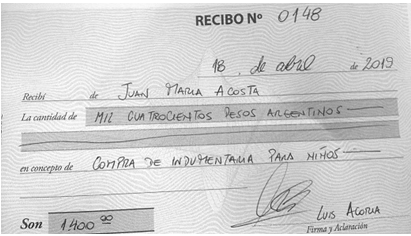 RECIBO Nº 0148
18 de abril de 2019
Recibí de JUAN MARIA ACOSTA
La cantidad de MIL CUATROCIENTOS PESOS ARGENTINOS
en concepto de COMPRA DE INDUMENTARIA PARA NIÑOS
LUIS ACORIA
Son 1.400 00 Firma y Aclaración